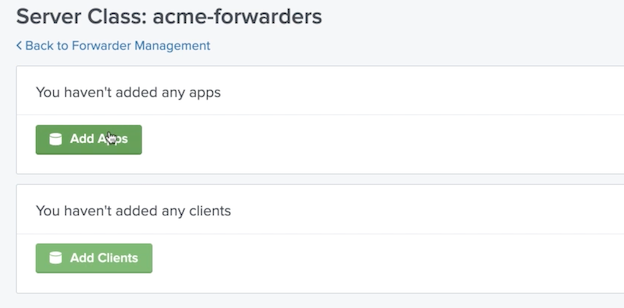 Server Class: acme-forwarders
Back to Forwarder Management
You haven't added any apps
Add Apps
You haven't added any clients
Add Clients